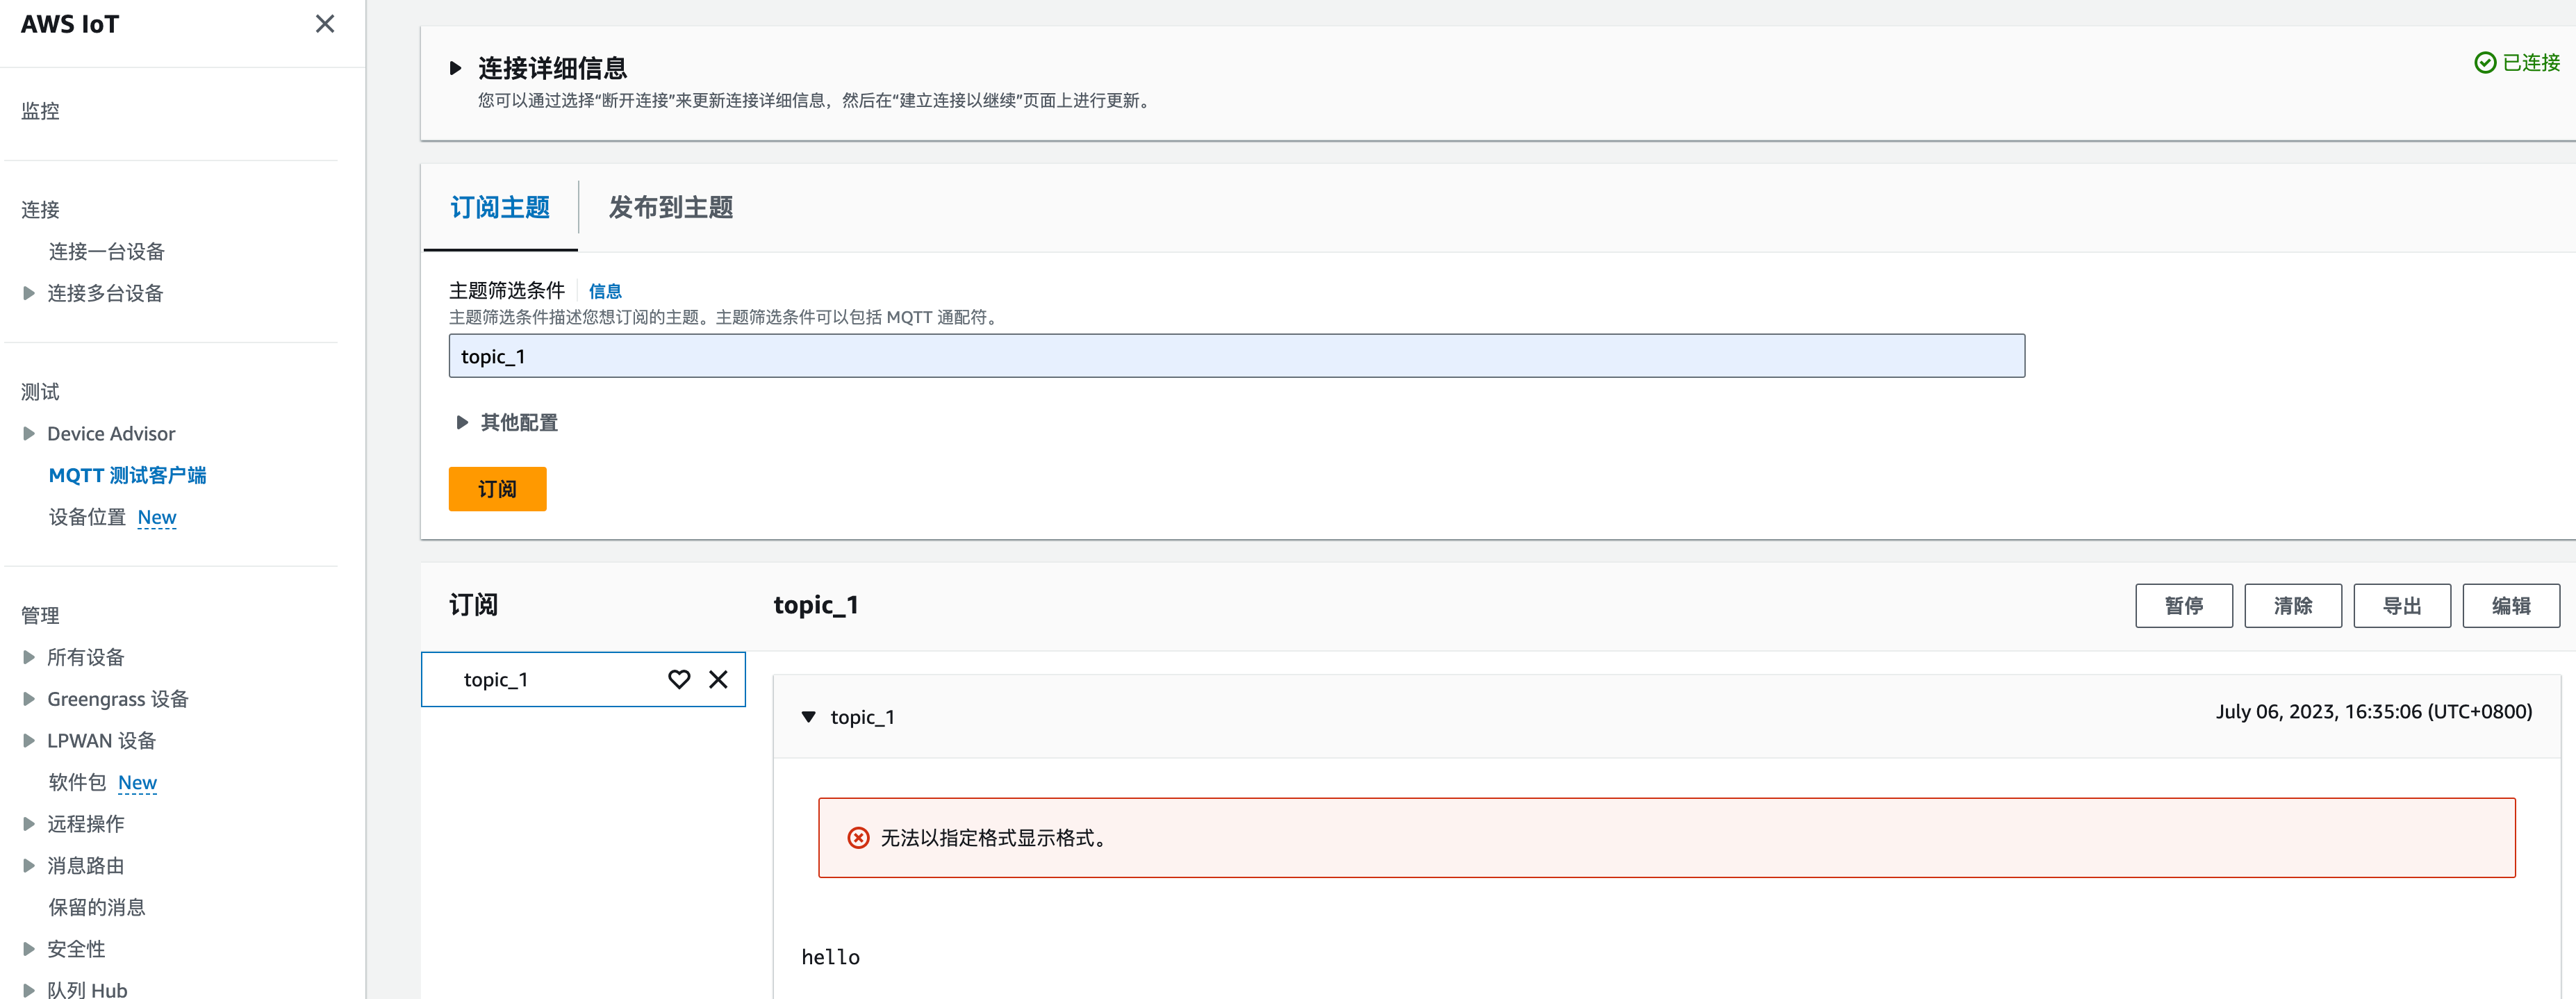 AWS IoT
监控
连接
连接一台设备
连接多台设备
测试
Device Advisor
MQTT 测试客户端
设备位置 New
管理
所有设备
Greengrass 设备
LPWAN 设备
软件包 New
远程操作
消息路由
保留的消息
安全性
队列 Hub
连接详细信息
已连接
您可以通过选择“断开连接”来更新连接详细信息，然后在“建立连接以继续”页面上进行更新。
订阅主题 发布到主题
主题筛选条件 信息
主题筛选条件描述您想订阅的主题。主题筛选条件可以包括 MQTT 通配符。
topic_1
其他配置
订阅
订阅
topic_1
topic_1
暂停 清除 导出 编辑
topic_1
July 06, 2023, 16:35:06 (UTC+0800)
无法以指定格式显示格式。
hello